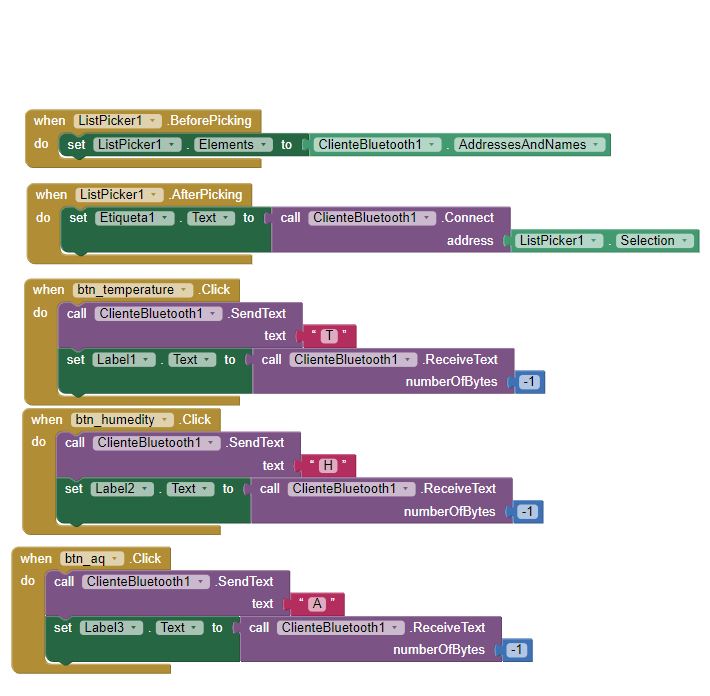 when ListPicker1 .BeforePicking
do set ListPicker1 . Elements to ClienteBluetooth1 . AddressesAndNames
when ListPicker1 .AfterPicking
do set Etiqueta1 . Text to call ClienteBluetooth1 .Connect
address ListPicker1 . Selection
when btn_temperature .Click
do call ClienteBluetooth1 .SendText
text " T "
set Label1 . Text to call ClienteBluetooth1 .ReceiveText
numberOfBytes -1
when btn_humedity .Click
do call ClienteBluetooth1 .SendText
text " H "
set Label2 . Text to call ClienteBluetooth1 .ReceiveText
numberOfBytes -1
when btn_aq .Click
do call ClienteBluetooth1 .SendText
text " A "
set Label3 . Text to call ClienteBluetooth1 .ReceiveText
numberOfBytes -1